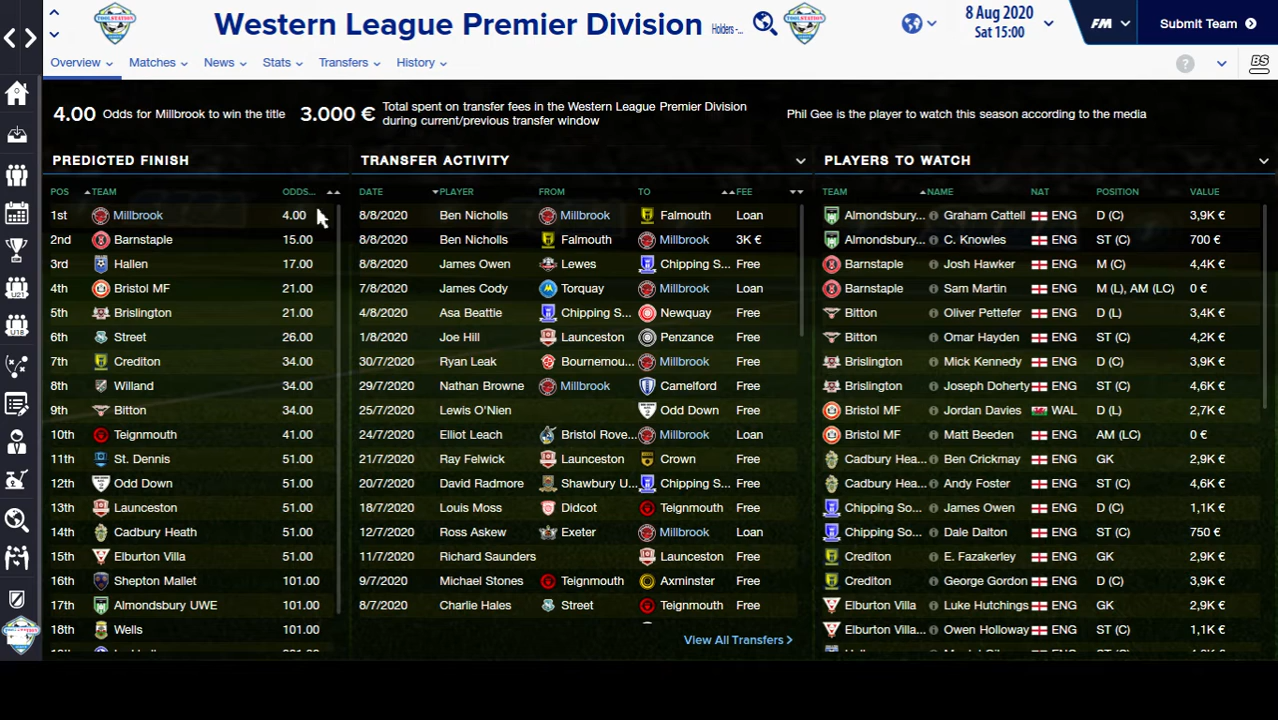 Western League Premier Division
Holders -...
8 Aug 2020
Sat 15:00
FM
Submit Team
Overview Matches News Stats Transfers History
? BS
4.00 Odds for Millbrook to win the title
3.000 € Total spent on transfer fees in the Western League Premier Division during current/previous transfer window
Phil Gee is the player to watch this season according to the media
PREDICTED FINISH
POS TEAM ODDS...
1st Millbrook 4.00
2nd Barnstaple 15.00
3rd Hallen 17.00
4th Bristol MF 21.00
5th Brislington 21.00
6th Street 26.00
7th Crediton 34.00
8th Willand 34.00
9th Bitton 34.00
10th Teignmouth 41.00
11th St. Dennis 51.00
12th Odd Down 51.00
13th Launceston 51.00
14th Cadbury Heath 51.00
15th Elburton Villa 51.00
16th Shepton Mallet 101.00
17th Almondsbury UWE 101.00
18th Wells 101.00
TRANSFER ACTIVITY
DATE PLAYER FROM TO FEE
8/8/2020 Ben Nicholls Millbrook Falmouth Loan
8/8/2020 Ben Nicholls Falmouth Millbrook 3K €
8/8/2020 James Owen Lewes Chipping S... Free
7/8/2020 James Cody Torquay Millbrook Loan
4/8/2020 Asa Beattie Chipping S... Newquay Free
1/8/2020 Joe Hill Launceston Penzance Free
30/7/2020 Ryan Leak Bournemou... Millbrook Free
29/7/2020 Nathan Browne Millbrook Camelford Free
25/7/2020 Lewis O'Nien Odd Down Free
24/7/2020 Elliot Leach Bristol Rove... Millbrook Loan
21/7/2020 Ray Felwick Launceston Crown Free
20/7/2020 David Radmore Shawbury U... Chipping S... Free
18/7/2020 Louis Moss Didcot Teignmouth Free
12/7/2020 Ross Askew Exeter Millbrook Loan
11/7/2020 Richard Saunders Launceston Free
9/7/2020 Michael Stones Teignmouth Axminster Free
8/7/2020 Charlie Hales Street Teignmouth Free
View All Transfers
PLAYERS TO WATCH
TEAM NAME NAT POSITION VALUE
Almondsbury... Graham Cattell ENG D (C) 3,9K €
Almondsbury... C. Knowles ENG ST (C) 700 €
Barnstaple Josh Hawker ENG M (C) 4,4K €
Barnstaple Sam Martin ENG M (L), AM (LC) 0 €
Bitton Oliver Pettefer ENG D (L) 3,4K €
Bitton Omar Hayden ENG ST (C) 4,2K €
Brislington Mick Kennedy ENG D (C) 3,9K €
Brislington Joseph Doherty ENG ST (C) 4,6K €
Bristol MF Jordan Davies WAL D (L) 2,7K €
Bristol MF Matt Beeden ENG AM (LC) 0 €
Cadbury Hea... Ben Crickmay ENG GK 2,9K €
Cadbury Hea... Andy Foster ENG ST (C) 4,6K €
Chipping So... James Owen ENG D (C) 1,1K €
Chipping So... Dale Dalton ENG ST (C) 750 €
Crediton E. Fazakerley ENG GK 2,9K €
Crediton George Gordon ENG D (C) 3,9K €
Elburton Villa Luke Hutchings ENG GK 2,9K €
Elburton Villa... Owen Holloway ENG ST (C) 1,1K €